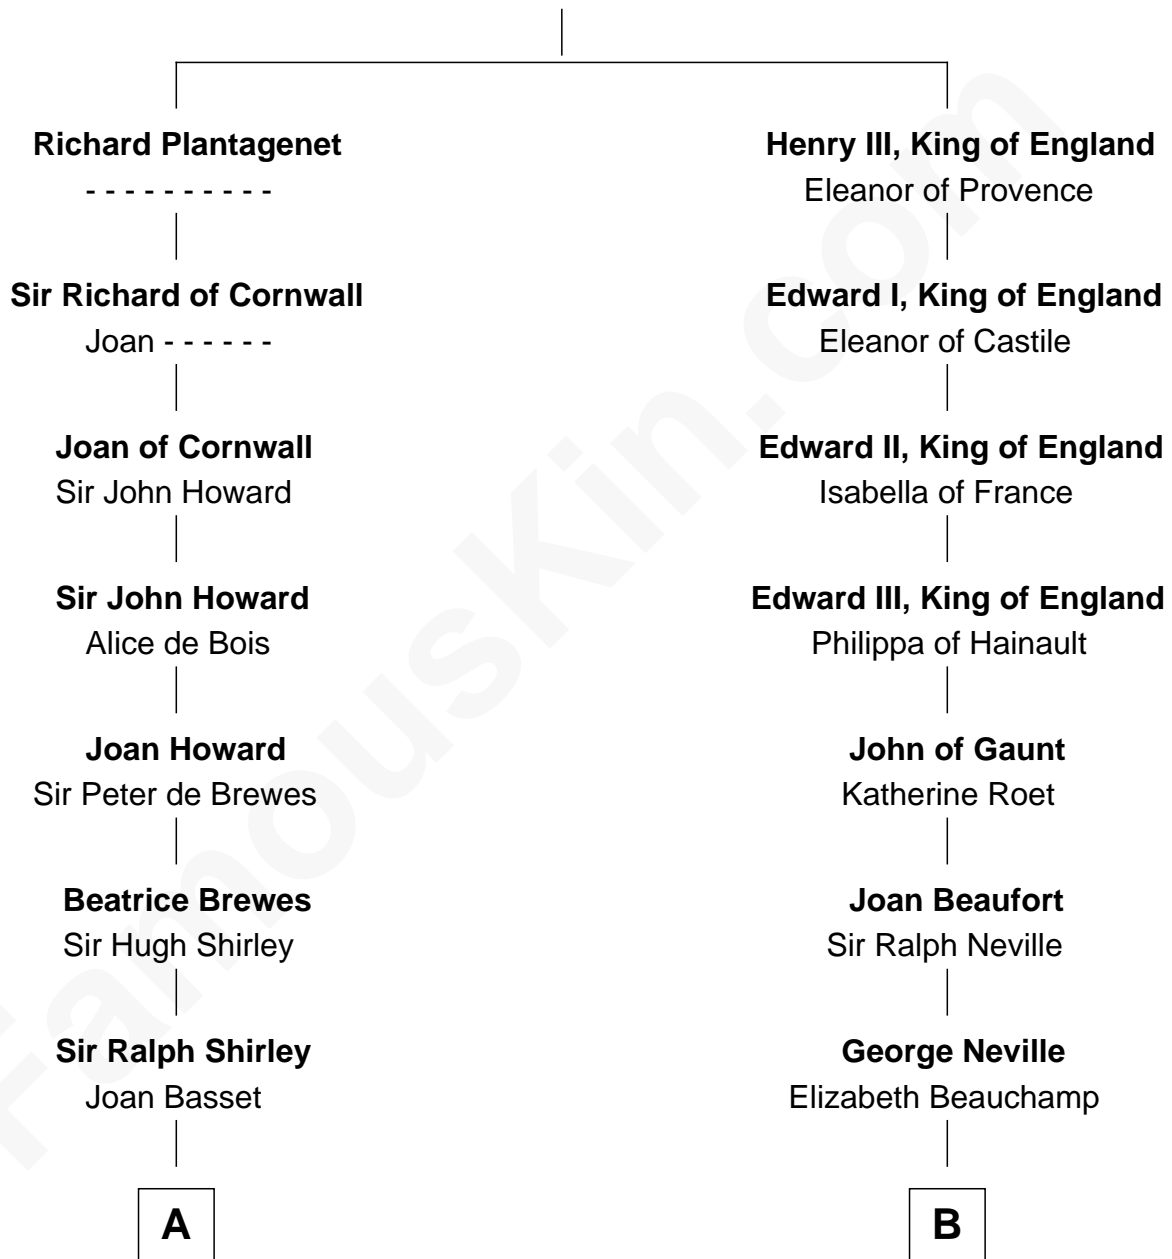 Richard Plantagenet
- - - - - - - - - -
Sir Richard of Cornwall
Joan - - - - - -
Joan of Cornwall
Sir John Howard
Sir John Howard
Alice de Bois
Joan Howard
Sir Peter de Brewes
Beatrice Brewes
Sir Hugh Shirley
Sir Ralph Shirley
Joan Basset
A
Henry III, King of England
Eleanor of Provence
Edward I, King of England
Eleanor of Castile
Edward II, King of England
Isabella of France
Edward III, King of England
Philippa of Hainault
John of Gaunt
Katherine Roet
Joan Beaufort
Sir Ralph Neville
George Neville
Elizabeth Beauchamp
B
FamousKin.com